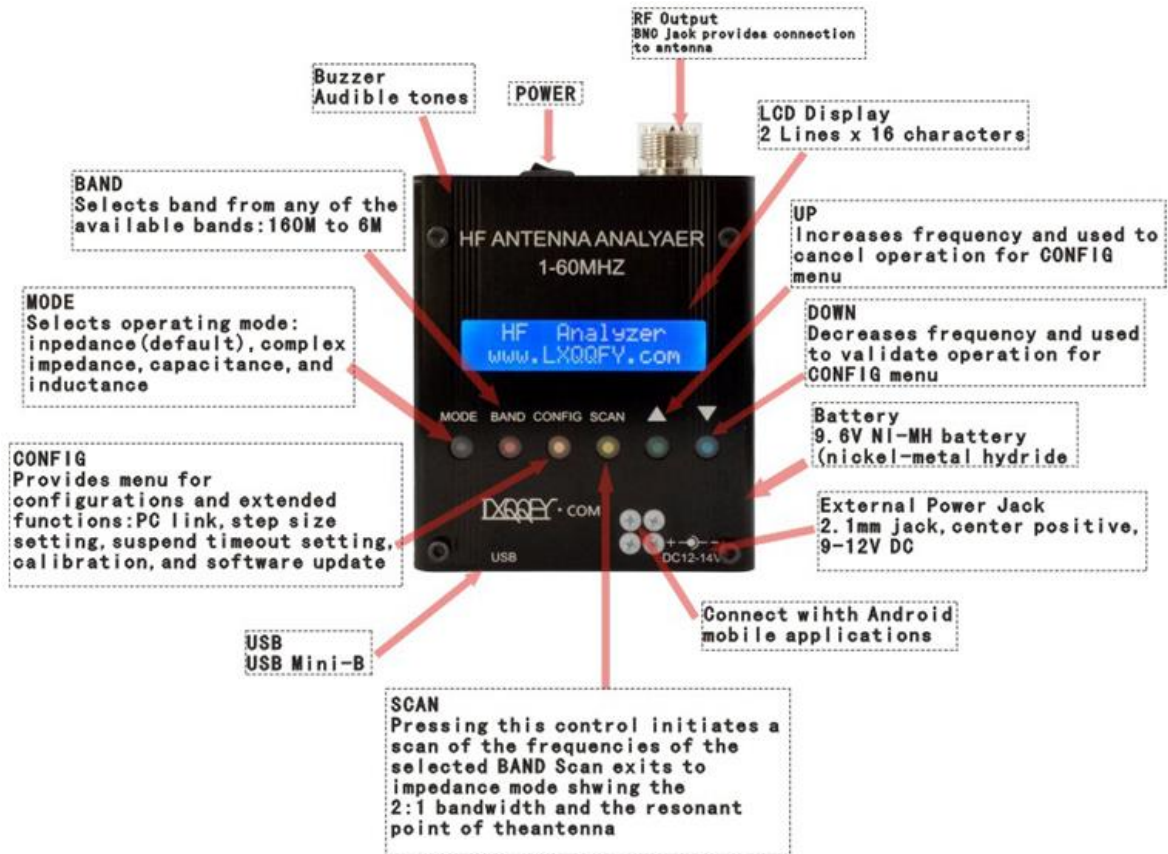 RF Output
BNC jack provides connection
to antenna
Buzzer
Audible tones
POWER
LCD Display
2 Lines x 16 characters
BAND
Selects band from any of the
available bands:160M to 6M
UP
Increases frequency and used to
cancel operation for CONFIG
menu
HF ANTENNA ANALYAER
1-60MHZ
MODE
Selects operating mode:
inpedance(default), complex
impedance, capacitance, and
inductance
DOWN
Decreases frequency and used
to validate operation for
CONFIG menu
HF Analyzer
www.LXQQFY.com
MODE BAND CONFIG SCAN
Battery
9.6V NI-MH battery
(nickel-metal hydride
CONFIG
Provides menu for
configurations and extended
functions:PC link, step size
setting, suspend timeout setting,
calibration, and software update
LXQQFY·COM
External Power Jack
2.1mm jack, center positive,
9-12V DC
USB
+ -
DC12-14V
Connect wihth Android
mobile applications
USB
USB Mini-B
SCAN
Pressing this control initiates a
scan of the frequencies of the
selected BAND Scan exits to
impedance mode shwing the
2:1 bandwidth and the resonant
point of theantenna